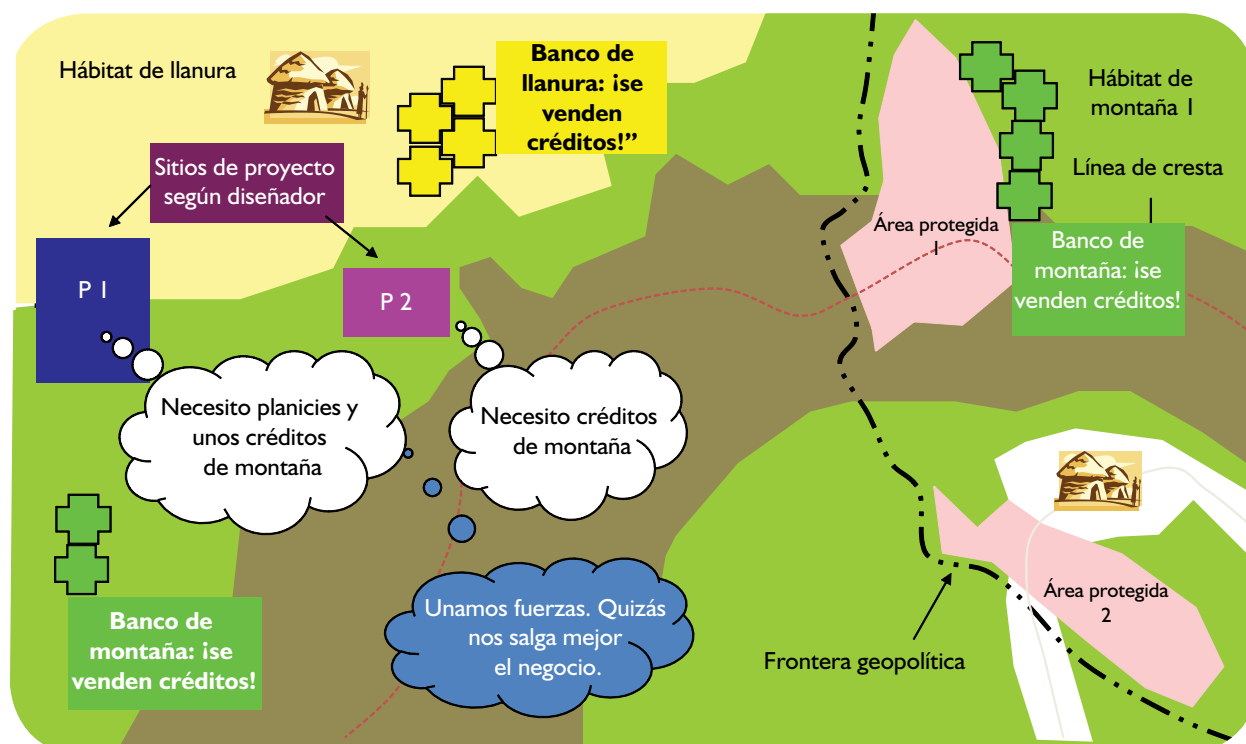 Hábitat de llanura
Banco de
llanura: ¡se
venden
créditos!”
Hábitat de
montaña 1
Sitios de proyecto
según diseñador
Línea de cresta
Área protegida
1
Banco de
montaña: ¡se
venden créditos!
P 1
P 2
Necesito planicies y
unos créditos
de montaña
Necesito créditos
de montaña
Unamos fuerzas. Quizás
nos salga mejor
el negocio.
Banco de
montaña: ¡se
venden créditos!
Frontera geopolítica
Área protegida
2